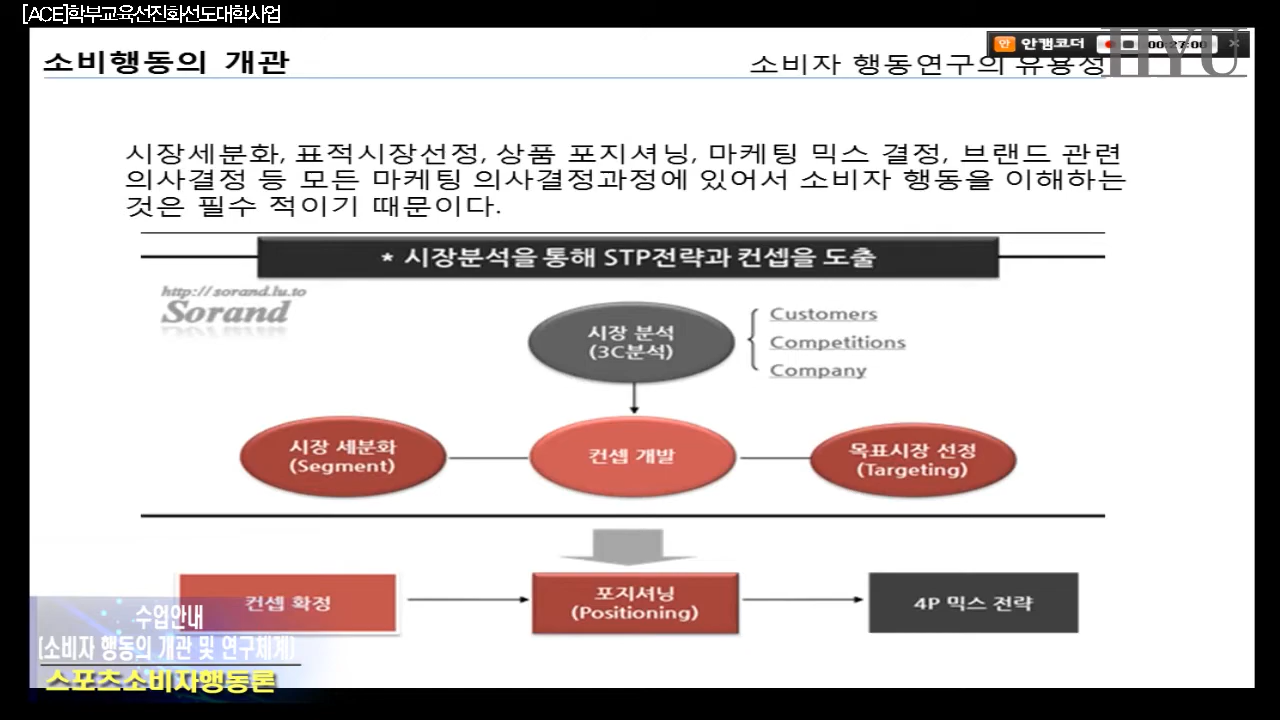 [ACE]학부교육선진화선도대학사업
소비행동의 개관
소비자 행동연구의 유용성
HYU
안캠코더
00:27:00
시장세분화, 표적시장선정, 상품 포지셔닝, 마케팅 믹스 결정, 브랜드 관련
의사결정 등 모든 마케팅 의사결정과정에 있어서 소비자 행동을 이해하는
것은 필수 적이기 때문이다.
* 시장분석을 통해 STP전략과 컨셉을 도출
http://sorand.lu.to
Sorand
시장 분석
(3C분석)
Customers
Competitions
Company
시장 세분화
(Segment)
컨셉 개발
목표시장 선정
(Targeting)
컨셉 확정
포지셔닝
(Positioning)
4P 믹스 전략
수업안내
[소비자 행동의 개관 및 연구체계]
스포츠소비자행동론